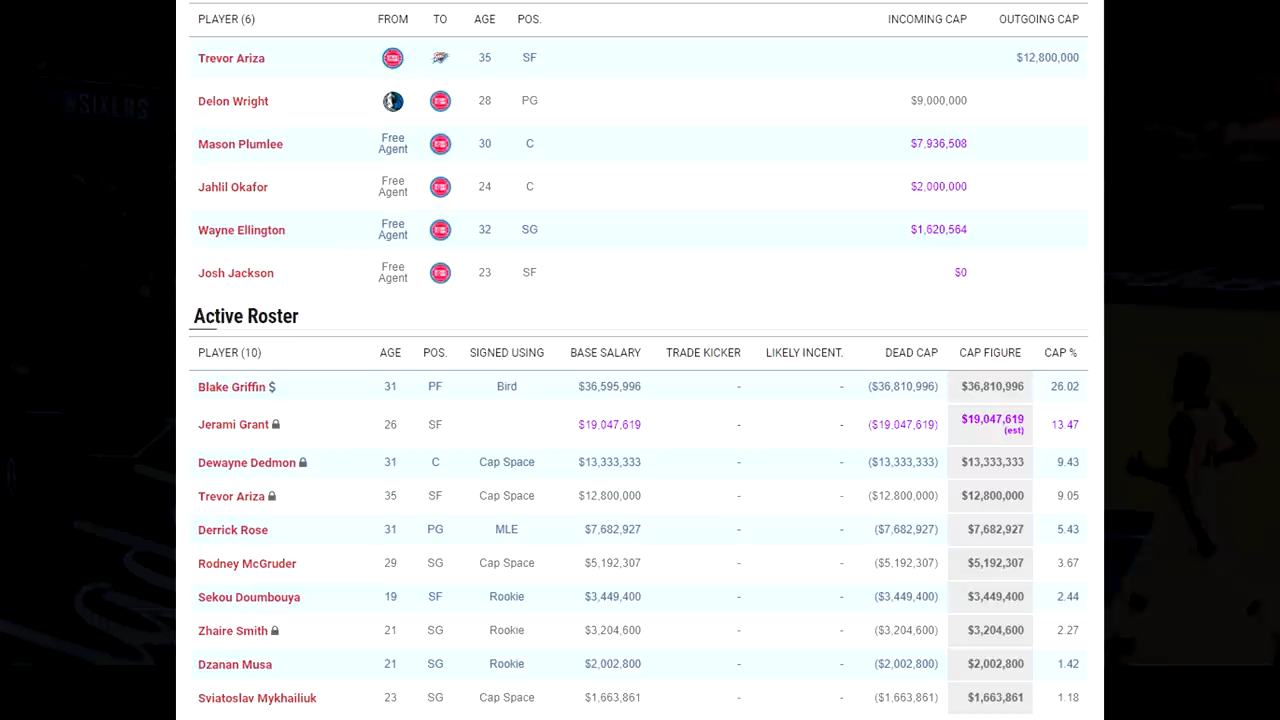 @SIXERS
PLAYER (6) FROM TO AGE POS. INCOMING CAP OUTGOING CAP
Trevor Ariza 35 SF $12,800,000
Delon Wright 28 PG $9,000,000
Mason Plumlee Free Agent 30 C $7,936,508
Jahlil Okafor Free Agent 24 C $2,000,000
Wayne Ellington Free Agent 32 SG $1,620,564
Josh Jackson Free Agent 23 SF $0
Active Roster
PLAYER (10) AGE POS. SIGNED USING BASE SALARY TRADE KICKER LIKELY INCENT. DEAD CAP CAP FIGURE CAP %
Blake Griffin $ 31 PF Bird $36,595,996 - - ($36,810,996) $36,810,996 26.02
Jerami Grant 26 SF $19,047,619 - - ($19,047,619) $19,047,619 (est) 13.47
Dewayne Dedmon 31 C Cap Space $13,333,333 - - ($13,333,333) $13,333,333 9.43
Trevor Ariza 35 SF Cap Space $12,800,000 - - ($12,800,000) $12,800,000 9.05
Derrick Rose 31 PG MLE $7,682,927 - - ($7,682,927) $7,682,927 5.43
Rodney McGruder 29 SG Cap Space $5,192,307 - - ($5,192,307) $5,192,307 3.67
Sekou Doumbouya 19 SF Rookie $3,449,400 - - ($3,449,400) $3,449,400 2.44
Zhaire Smith 21 SG Rookie $3,204,600 - - ($3,204,600) $3,204,600 2.27
Dzanan Musa 21 SG Rookie $2,002,800 - - ($2,002,800) $2,002,800 1.42
Sviatoslav Mykhailiuk 23 SG Cap Space $1,663,861 - - ($1,663,861) $1,663,861 1.18